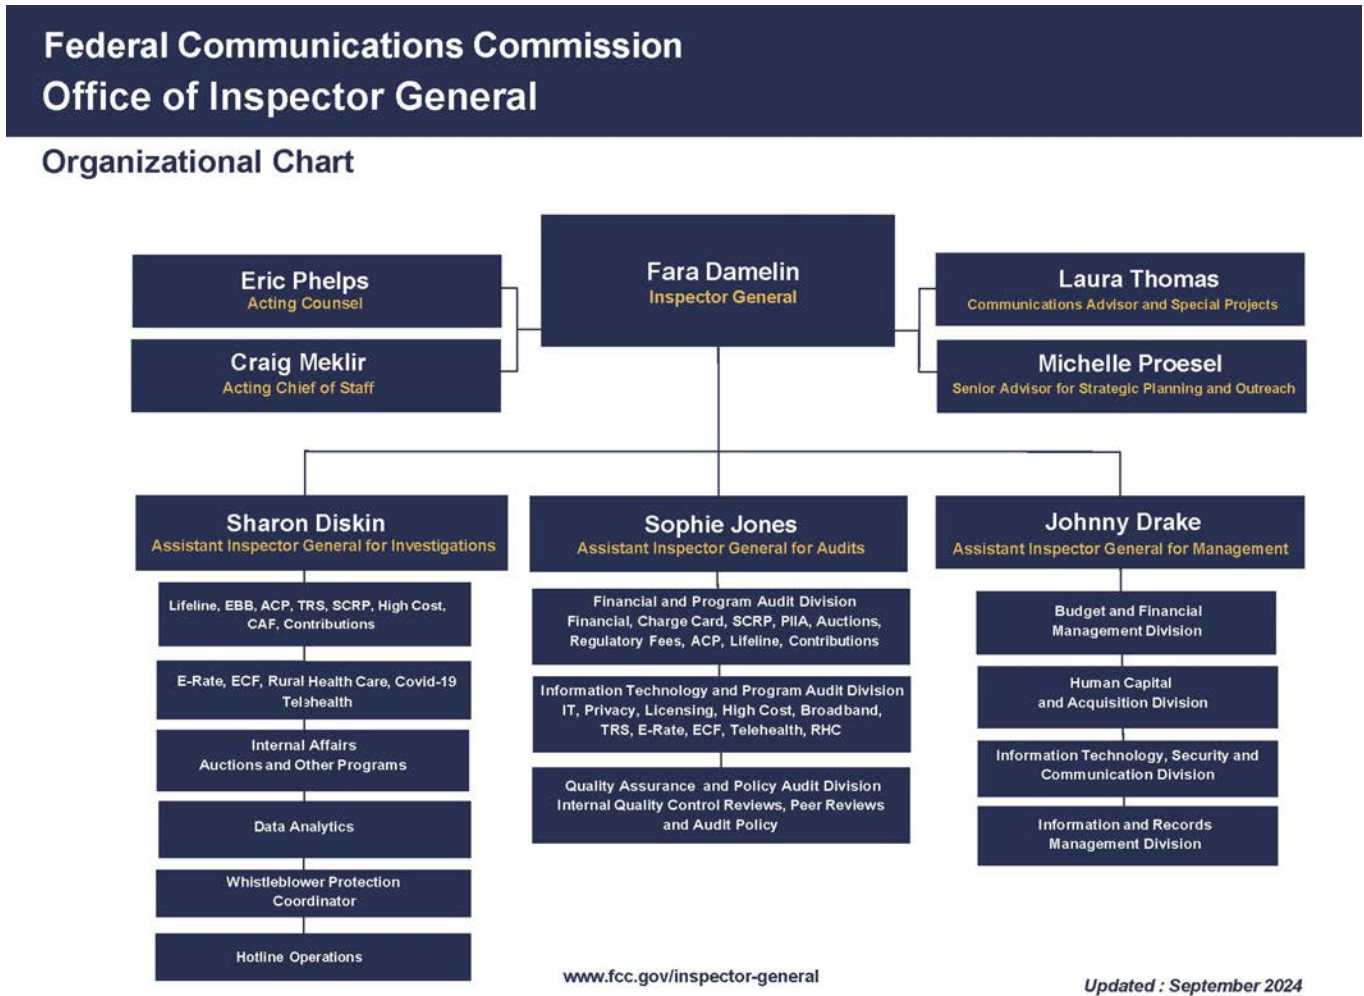 Federal Communications Commission
Office of Inspector General
Organizational Chart
Fara Damelin
Inspector General
Eric Phelps
Acting Counsel
Craig Meklir
Acting Chief of Staff
Laura Thomas
Communications Advisor and Special Projects
Michelle Proesel
Senior Advisor for Strategic Planning and Outreach
Sharon Diskin
Assistant Inspector General for Investigations
Lifeline, EBB, ACP, TRS, SCRP, High Cost,
CAF, Contributions
E-Rate, ECF, Rural Health Care, Covid-19
Telehealth
Internal Affairs
Auctions and Other Programs
Data Analytics
Whistleblower Protection
Coordinator
Hotline Operations
Sophie Jones
Assistant Inspector General for Audits
Financial and Program Audit Division
Financial, Charge Card, SCRP, PIIA, Auctions,
Regulatory Fees, ACP, Lifeline, Contributions
Information Technology and Program Audit Division
IT, Privacy, Licensing, High Cost, Broadband,
TRS, E-Rate, ECF, Telehealth, RHC
Quality Assurance and Policy Audit Division
Internal Quality Control Reviews, Peer Reviews
and Audit Policy
Johnny Drake
Assistant Inspector General for Management
Budget and Financial
Management Division
Human Capital
and Acquisition Division
Information Technology, Security and
Communication Division
Information and Records
Management Division
www.fcc.gov/inspector-general
Updated : September 2024